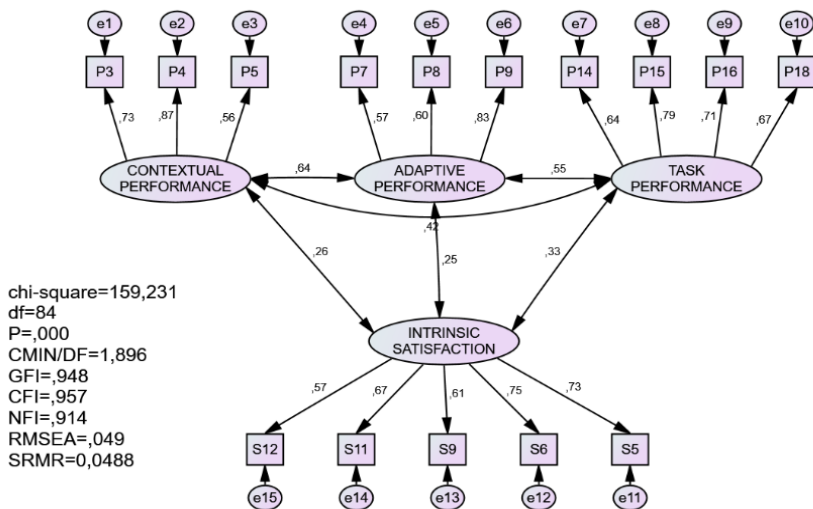 e1 e2 e3 e4 e5 e6 e7 e8 e9 e10
P3 P4 P5 P7 P8 P9 P14 P15 P16 P18
,73 ,87 ,56 ,57 ,60 ,83 ,64 ,79 ,71 ,67
CONTEXTUAL
PERFORMANCE
,64
ADAPTIVE
PERFORMANCE
,55
TASK
PERFORMANCE
,42
,26 ,25 ,33
chi-square=159,231
df=84
P=,000
CMIN/DF=1,896
GFI=,948
CFI=,957
NFI=,914
RMSEA=,049
SRMR=0,0488
INTRINSIC
SATISFACTION
,57 ,67 ,61 ,75 ,73
S12 S11 S9 S6 S5
e15 e14 e13 e12 e11